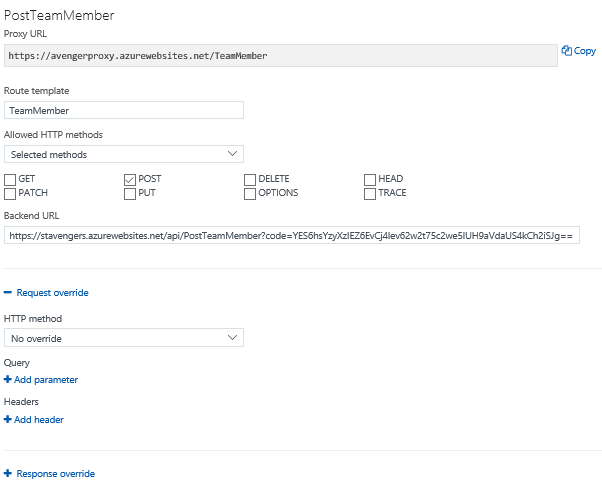 PostTeamMember
Proxy URL
https://avengerproxy.azurewebsites.net/TeamMember
Copy
Route template
TeamMember
Allowed HTTP methods
Selected methods
GET POST DELETE HEAD
PATCH PUT OPTIONS TRACE
Backend URL
https://stavengers.azurewebsites.net/api/PostTeamMember?code=YES6hsYzyXzIEZ6EvCj4lev62w2t75c2we5IUH9aVdaUS4kCh2iSJg==
Request override
HTTP method
No override
Query
Add parameter
Headers
Add header
Response override